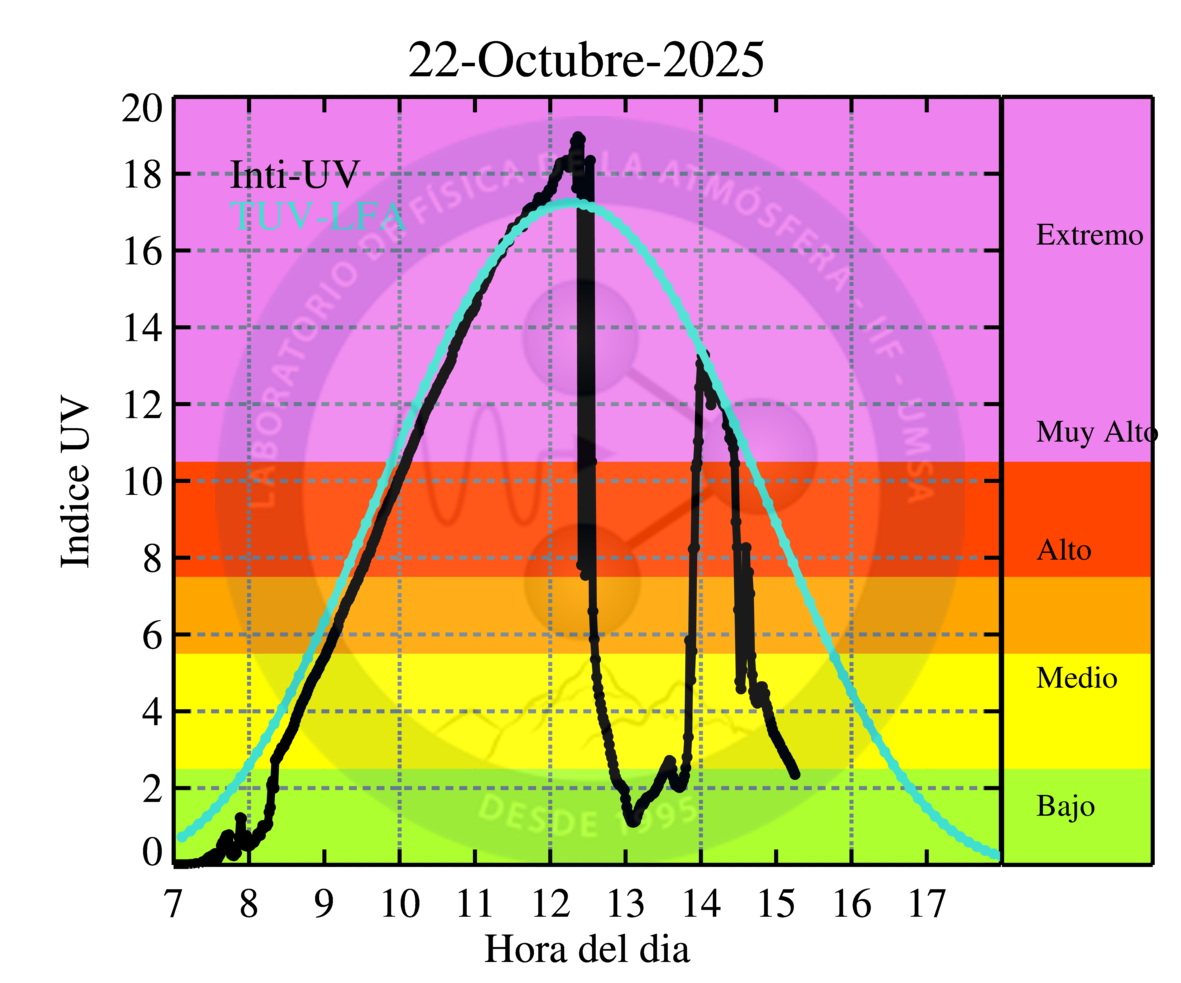 22-Octubre-2025
20
18
16
14
12
10
8
6
4
2
0
Indice UV
Inti-UV
TUV-LFA
LABORATORIO DE FÍSICA DE LA ATMÓSFERA - IIF - UMSA
DESDE 1995
Extremo
Muy Alto
Alto
Medio
Bajo
7 8 9 10 11 12 13 14 15 16 17
Hora del dia